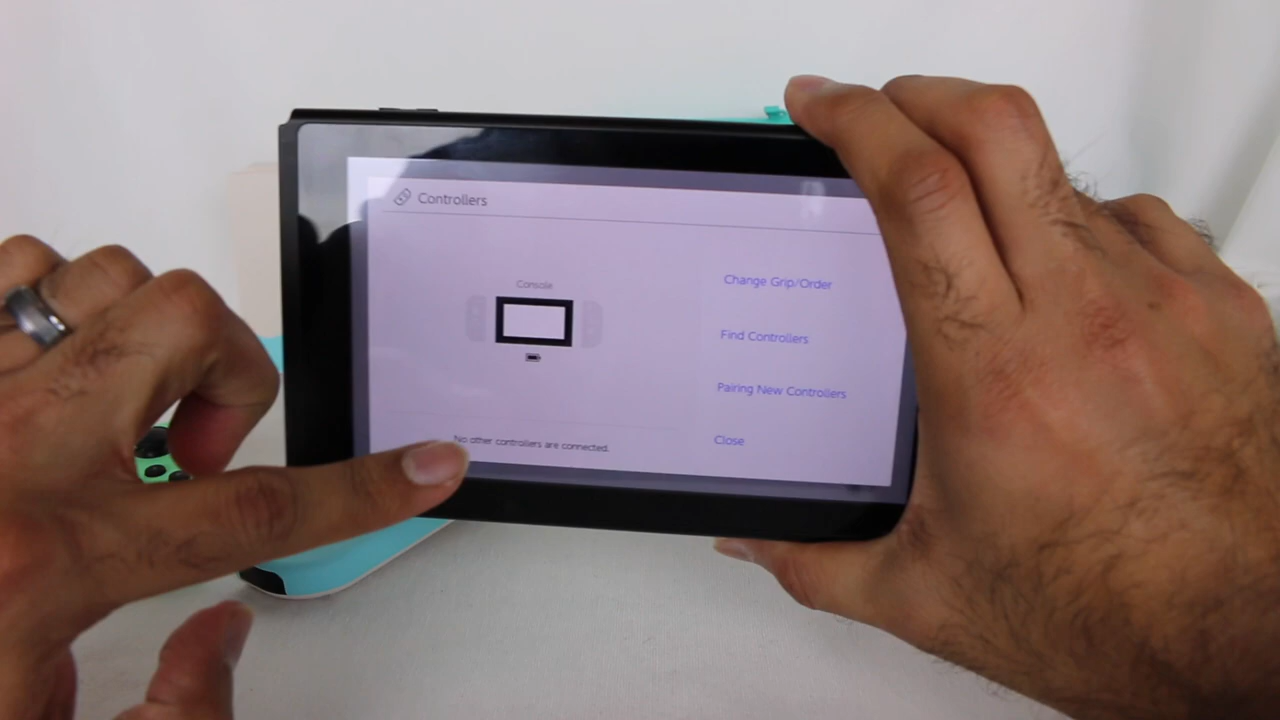 Controllers
Console
Change Grip/Order
Find Controllers
Pairing New Controllers
No other controllers are connected.
Close